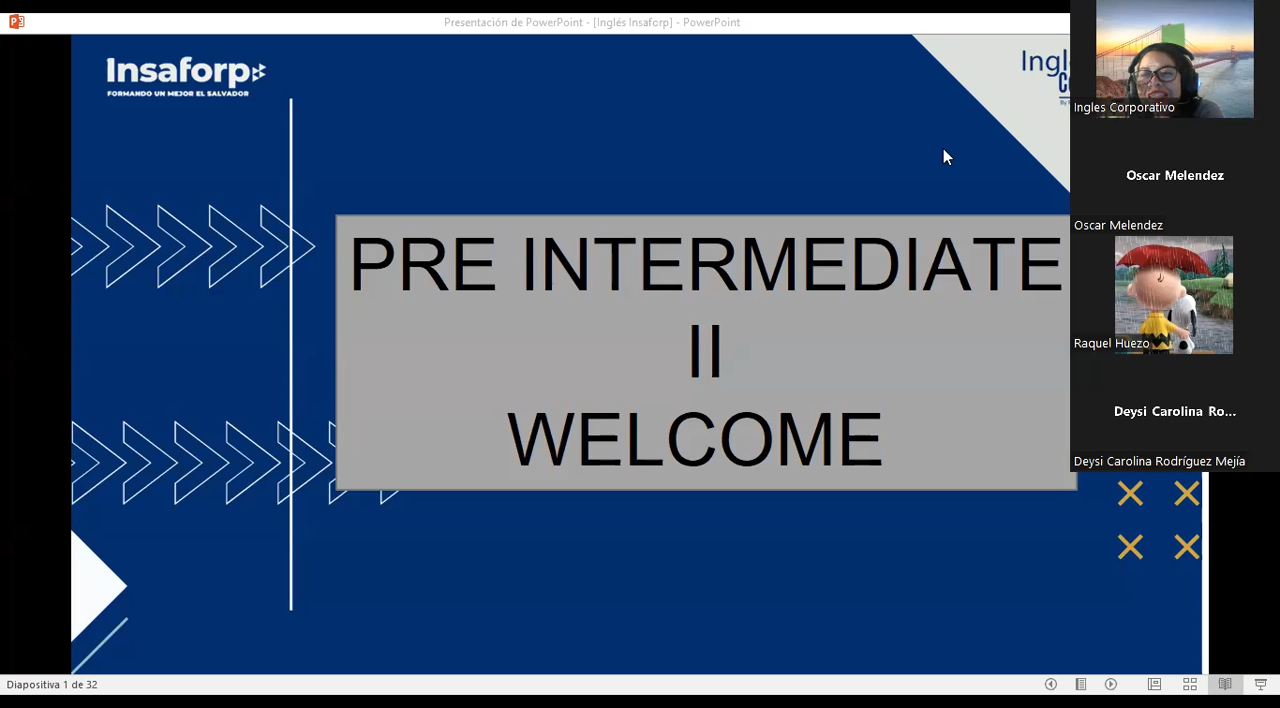 Presentación de PowerPoint - [Inglés Insaforp] - PowerPoint
Insaforp
FORMANDO UN MEJOR EL SALVADOR
PRE INTERMEDIATE
II
WELCOME
Ingles Corporativo
Oscar Melendez
Oscar Melendez
Raquel Huezo
Deysi Carolina Ro...
Deysi Carolina Rodríguez Mejía
Diapositiva 1 de 32